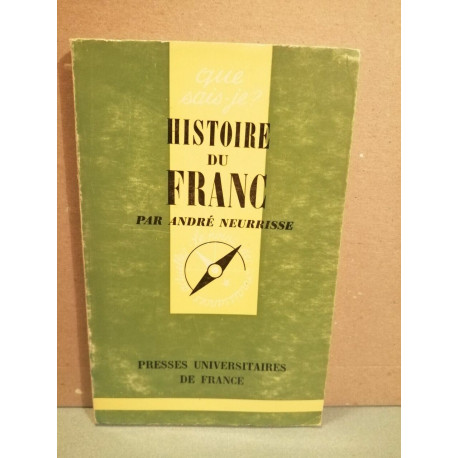 que
sais-je?
HISTOIRE
DU
FRANC
PAR ANDRÉ NEURRISSE
PRESSES UNIVERSITAIRES
DE FRANCE